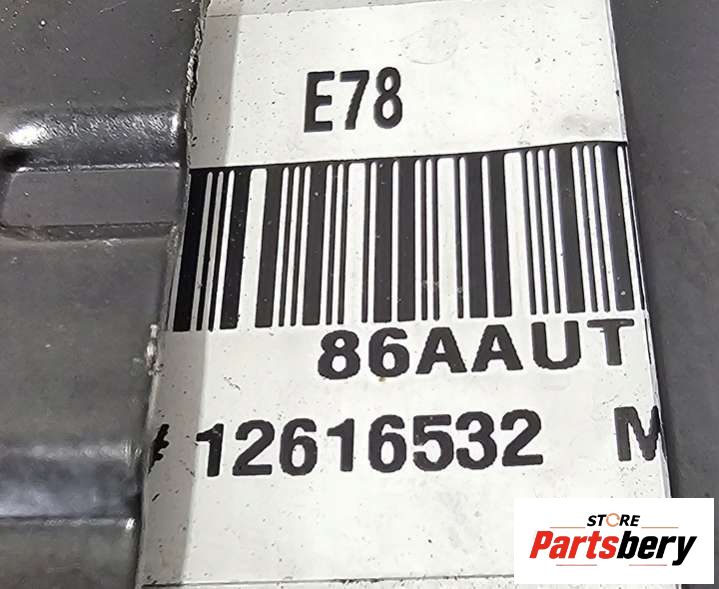 E78
86AAUT
# 12616532 M
STORE
Partsbery